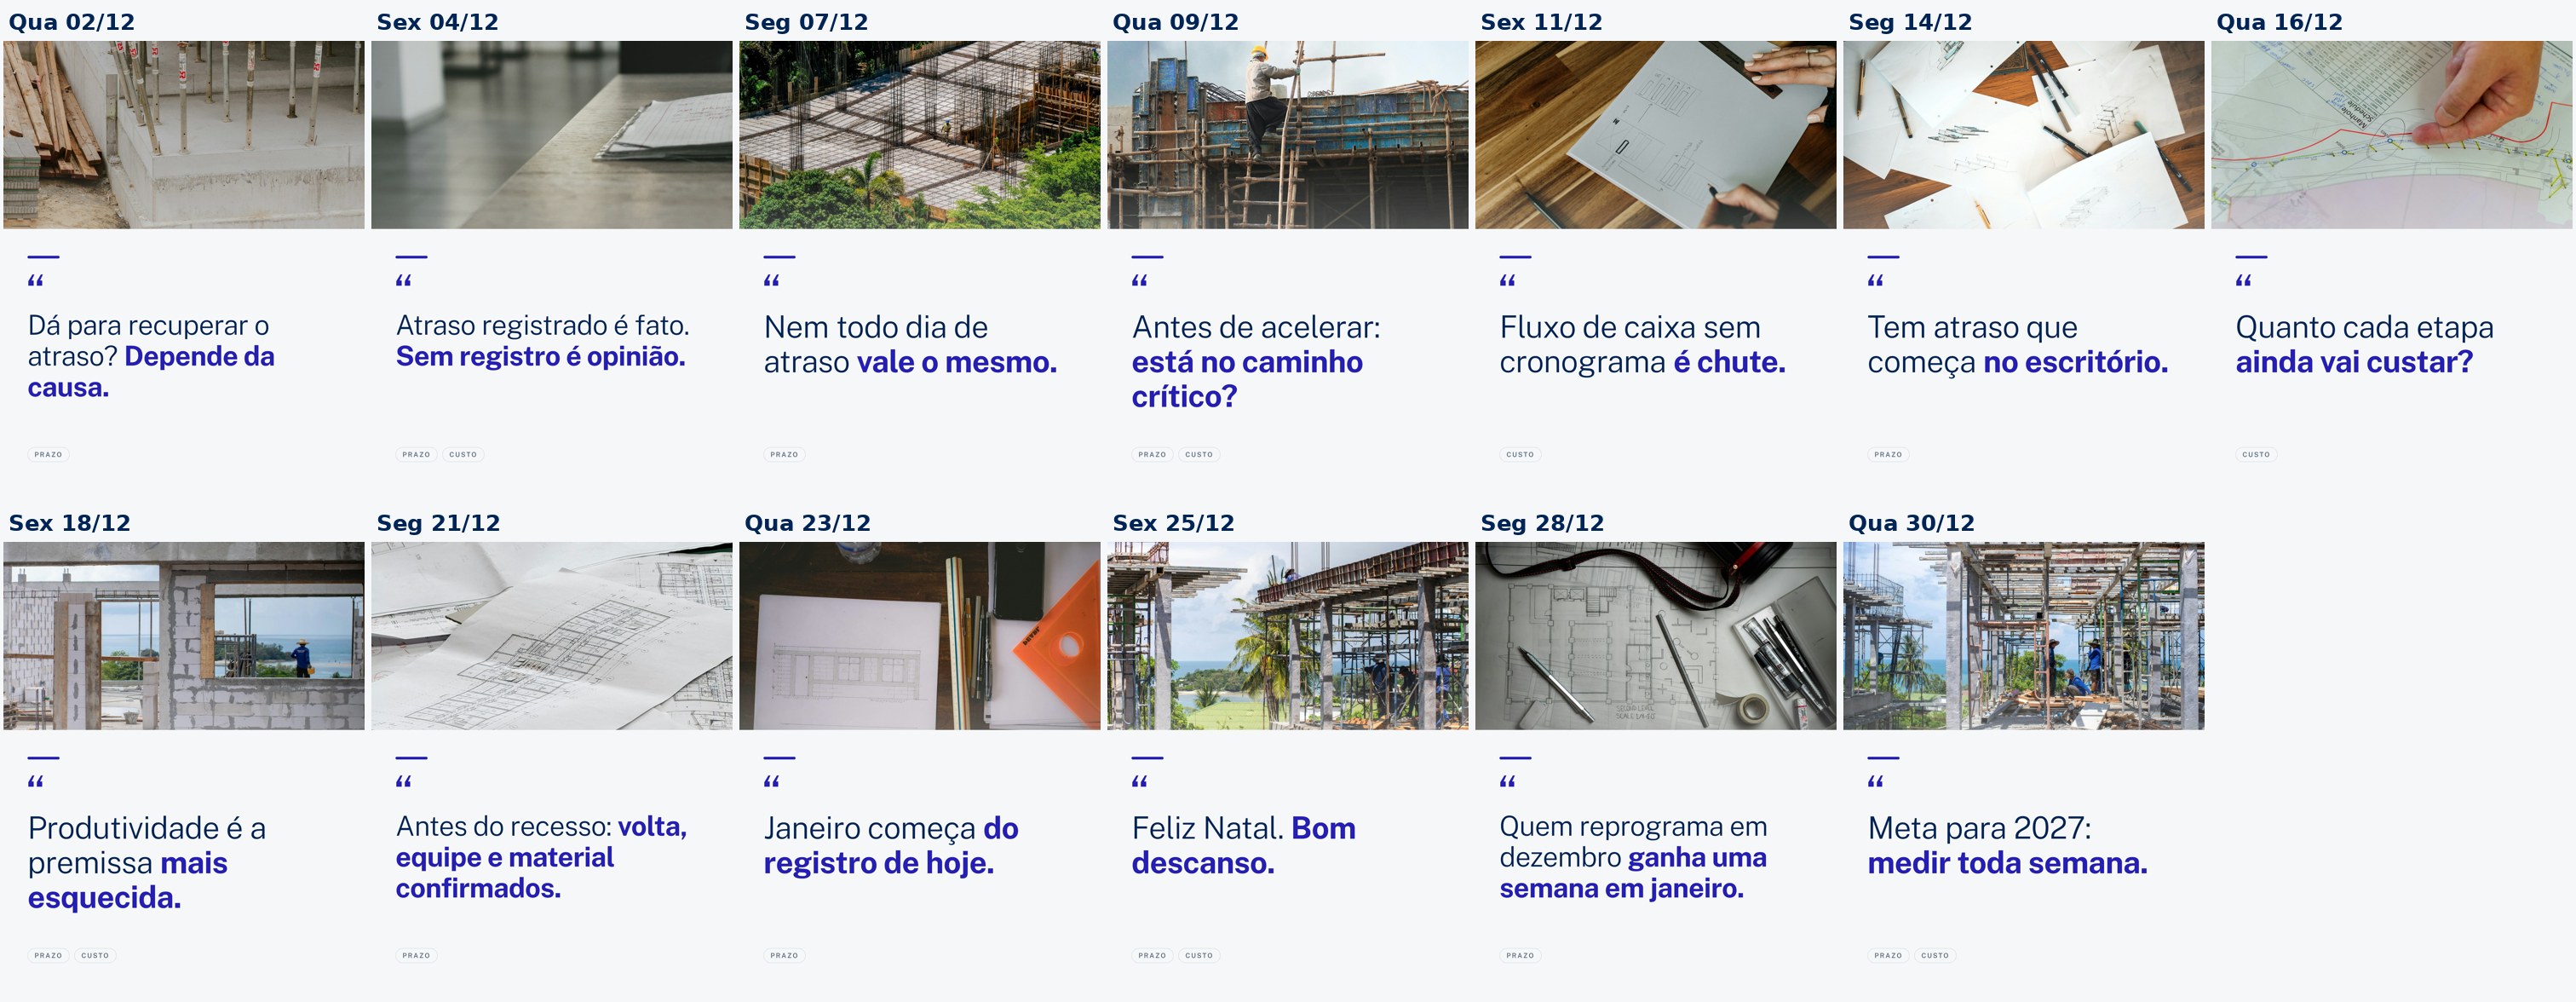 Qua 02/12
Sex 04/12
Seg 07/12
Qua 09/12
Sex 11/12
Seg 14/12
Qua 16/12
Manhole
Schedule
“
Dá para recuperar o
atraso? Depende da
causa.
PRAZO
“
Atraso registrado é fato.
Sem registro é opinião.
PRAZO
CUSTO
“
Nem todo dia de
atraso vale o mesmo.
PRAZO
“
Antes de acelerar:
está no caminho
crítico?
PRAZO
CUSTO
“
Fluxo de caixa sem
cronograma é chute.
CUSTO
“
Tem atraso que
começa no escritório.
PRAZO
“
Quanto cada etapa
ainda vai custar?
CUSTO
Sex 18/12
Seg 21/12
Qua 23/12
Sex 25/12
Seg 28/12
Qua 30/12
“
Produtividade é a
premissa mais
esquecida.
PRAZO
CUSTO
“
Antes do recesso: volta,
equipe e material
confirmados.
PRAZO
“
Janeiro começa do
registro de hoje.
PRAZO
“
Feliz Natal. Bom
descanso.
PRAZO
CUSTO
“
Quem reprograma em
dezembro ganha uma
semana em janeiro.
PRAZO
“
Meta para 2027:
medir toda semana.
PRAZO
CUSTO